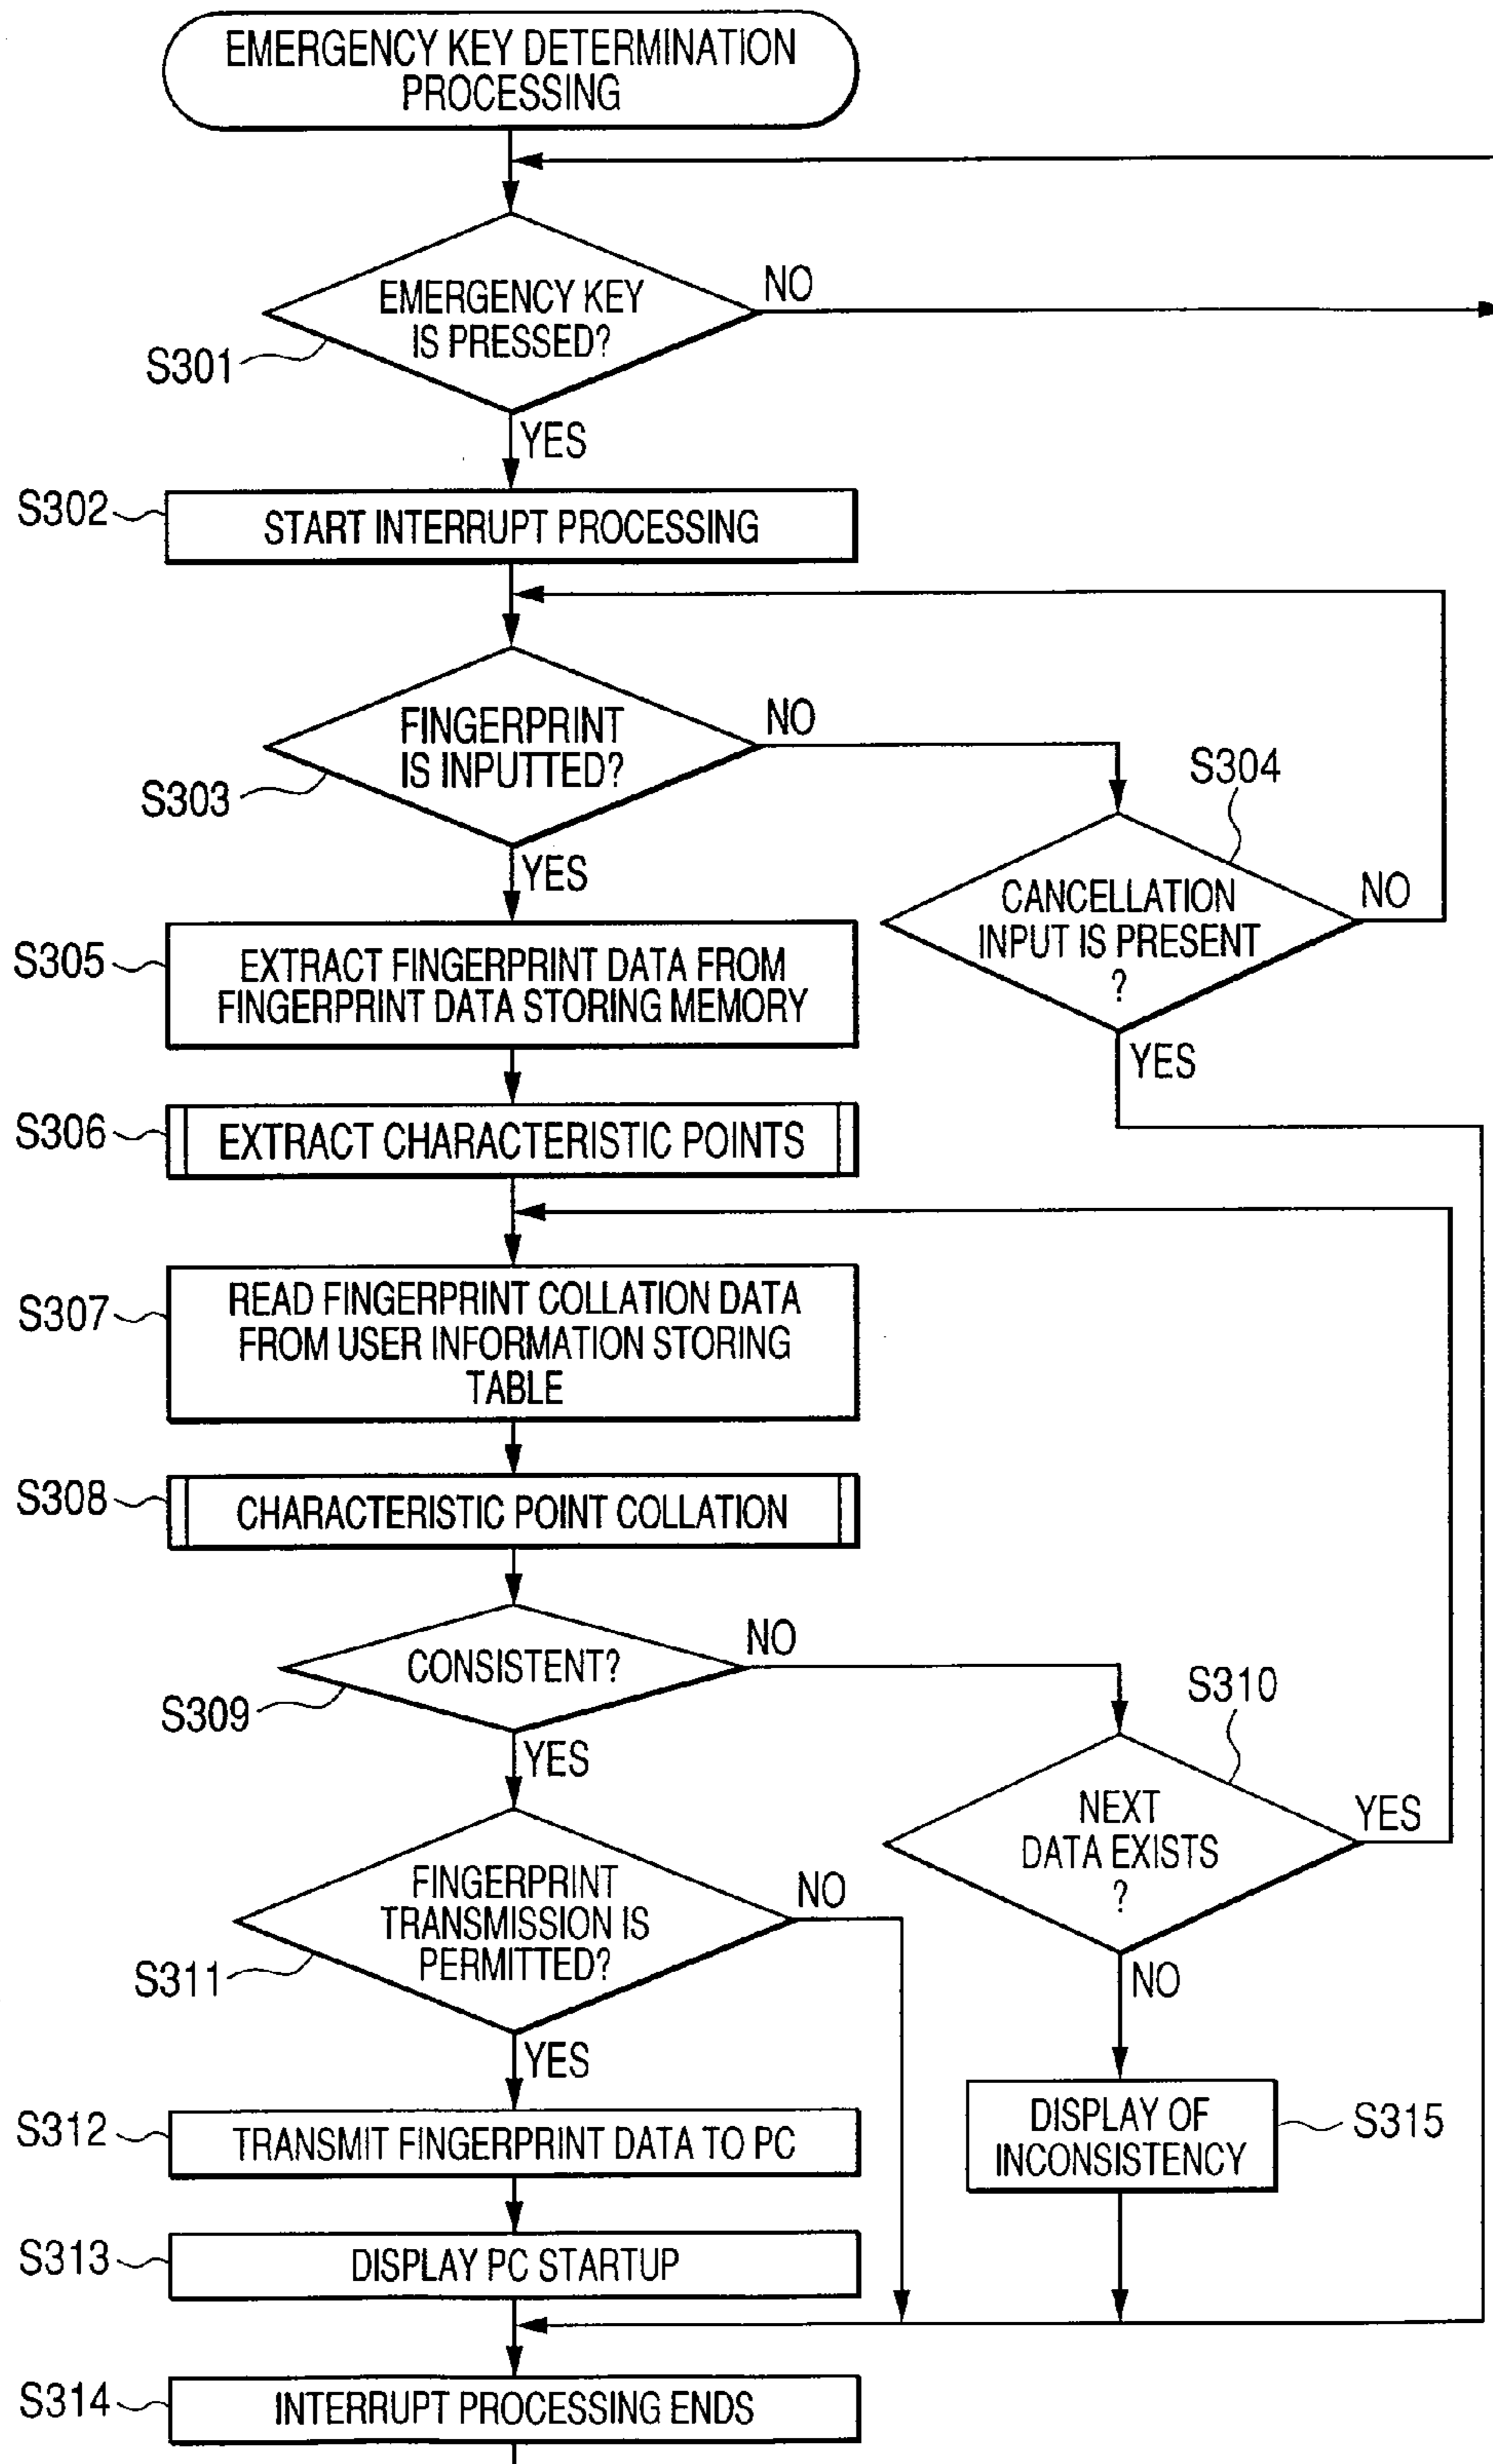 EMERGENCY KEY DETERMINATION
PROCESSING
EMERGENCY KEY
IS PRESSED?
NO
S301
YES
S302
START INTERRUPT PROCESSING
FINGERPRINT
IS INPUTTED?
NO
S303
S304
YES
CANCELLATION
INPUT IS PRESENT
?
NO
YES
S305
EXTRACT FINGERPRINT DATA FROM
FINGERPRINT DATA STORING MEMORY
S306
EXTRACT CHARACTERISTIC POINTS
S307
READ FINGERPRINT COLLATION DATA
FROM USER INFORMATION STORING
TABLE
S308
CHARACTERISTIC POINT COLLATION
CONSISTENT?
NO
S309
S310
YES
NEXT
DATA EXISTS
?
YES
NO
FINGERPRINT
TRANSMISSION IS
PERMITTED?
NO
S311
YES
S312
TRANSMIT FINGERPRINT DATA TO PC
DISPLAY OF
INCONSISTENCY
S315
S313
DISPLAY PC STARTUP
S314
INTERRUPT PROCESSING ENDS